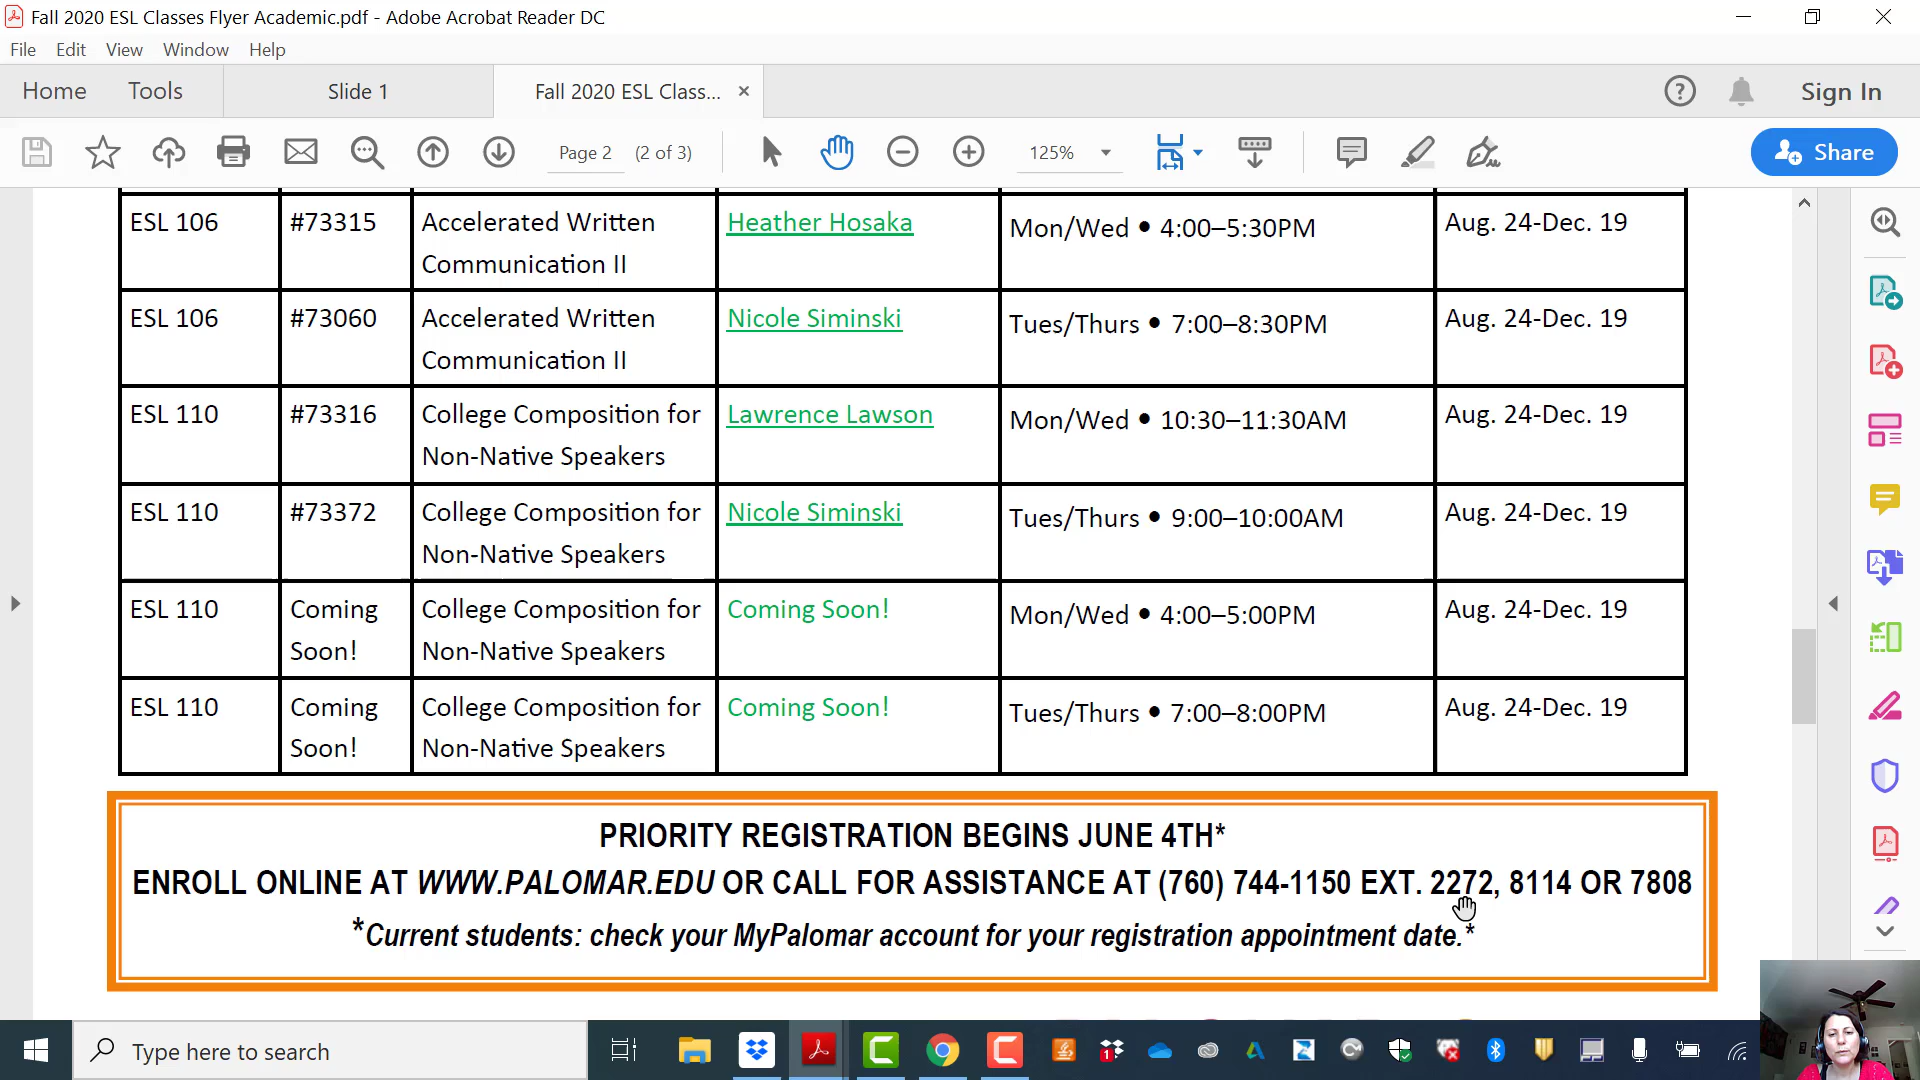 Fall 2020 ESL Classes Flyer Academic.pdf - Adobe Acrobat Reader DC
File Edit View Window Help
Home Tools Slide 1 Fall 2020 ESL Class... × Sign In
Page 2 (2 of 3) 125% Share
ESL 106 #73315 Accelerated Written Heather Hosaka Mon/Wed • 4:00–5:30PM Aug. 24-Dec. 19
Communication II
ESL 106 #73060 Accelerated Written Nicole Siminski Tues/Thurs • 7:00–8:30PM Aug. 24-Dec. 19
Communication II
ESL 110 #73316 College Composition for Lawrence Lawson Mon/Wed • 10:30–11:30AM Aug. 24-Dec. 19
Non-Native Speakers
ESL 110 #73372 College Composition for Nicole Siminski Tues/Thurs • 9:00–10:00AM Aug. 24-Dec. 19
Non-Native Speakers
ESL 110 Coming College Composition for Coming Soon! Mon/Wed • 4:00–5:00PM Aug. 24-Dec. 19
Soon! Non-Native Speakers
ESL 110 Coming College Composition for Coming Soon! Tues/Thurs • 7:00–8:00PM Aug. 24-Dec. 19
Soon! Non-Native Speakers
PRIORITY REGISTRATION BEGINS JUNE 4TH*
ENROLL ONLINE AT WWW.PALOMAR.EDU OR CALL FOR ASSISTANCE AT (760) 744-1150 EXT. 2272, 8114 OR 7808
*Current students: check your MyPalomar account for your registration appointment date.*
Type here to search